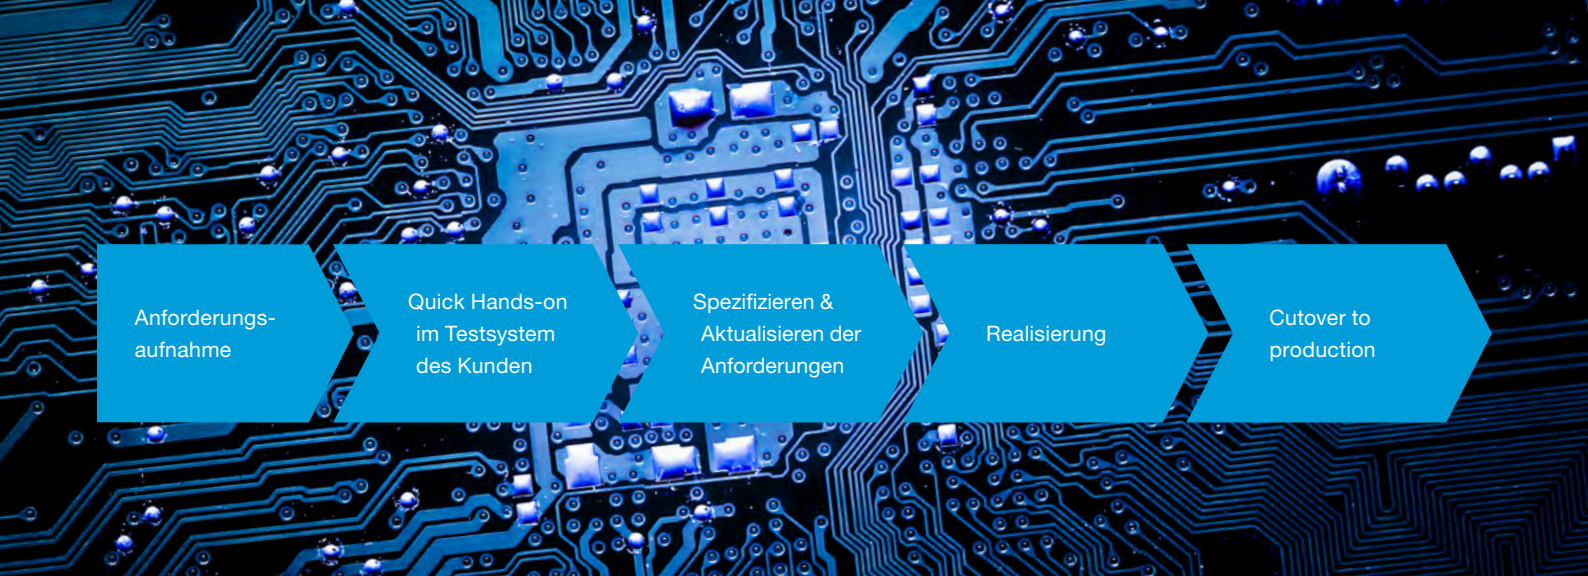 Anforderungs-
aufnahme
Quick Hands-on
im Testsystem
des Kunden
Spezifizieren &
Aktualisieren der
Anforderungen
Realisierung
Cutover to
production